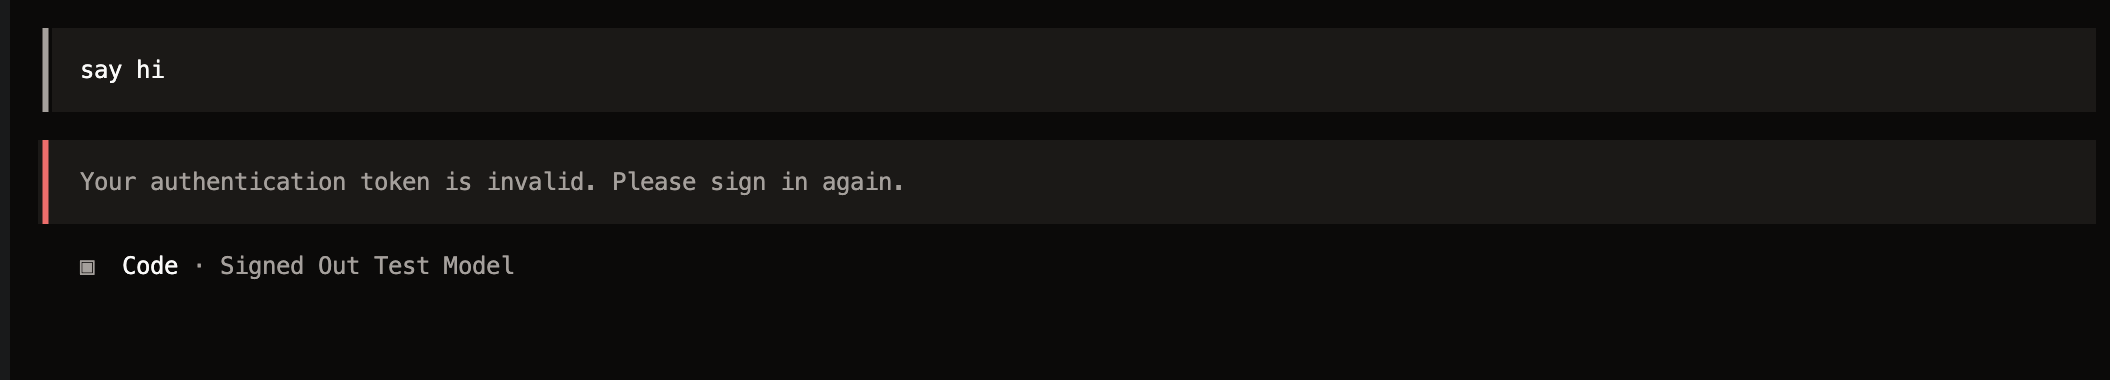 say hi
Your authentication token is invalid. Please sign in again.
▣ Code · Signed Out Test Model